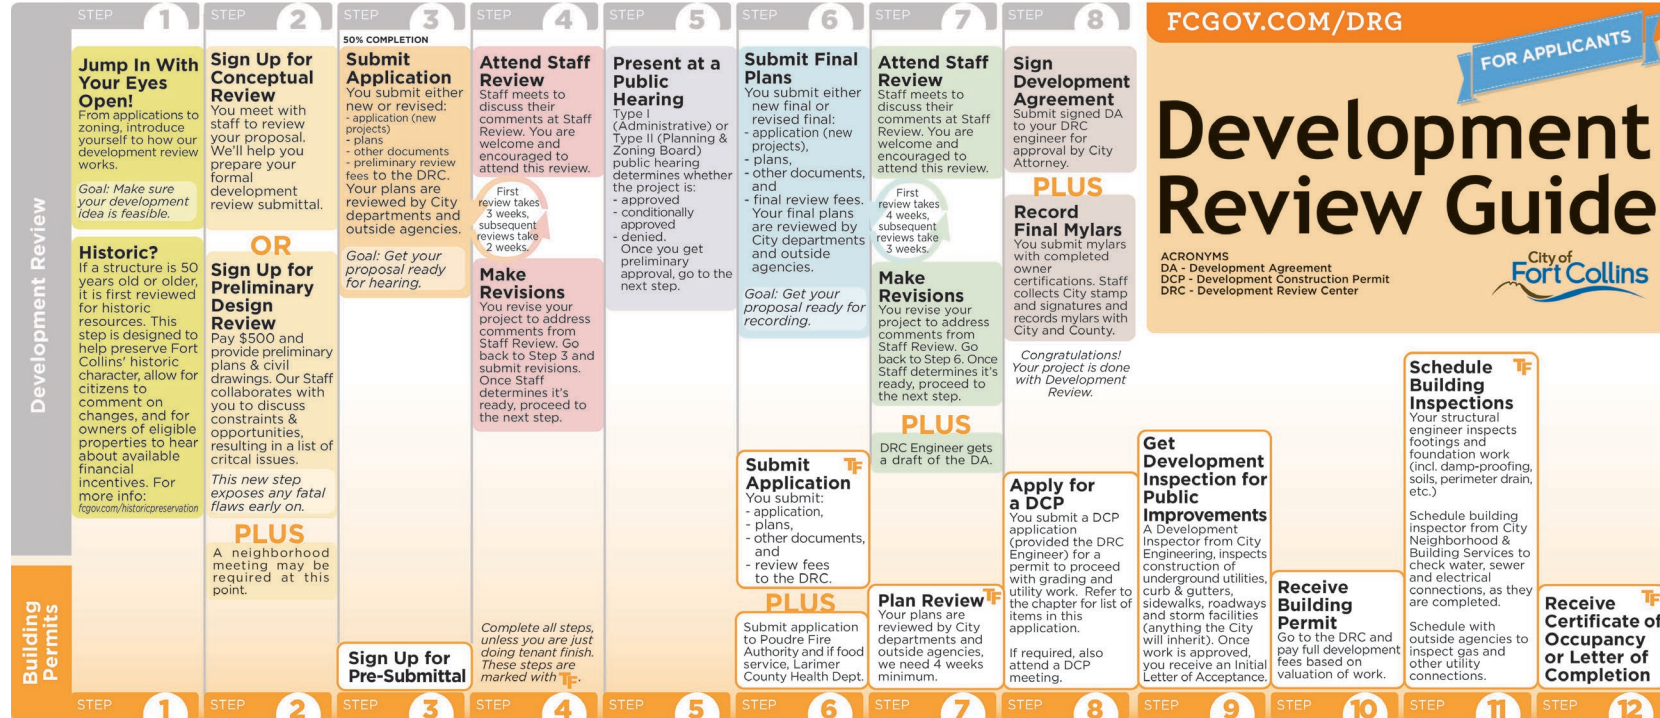 STEP 1
STEP 2
STEP 3
STEP 4
STEP 5
STEP 6
STEP 7
STEP 8
FCGOV.COM/DRG
FOR APPLICANTS
Development
Review Guide
ACRONYMS
DA - Development Agreement
DCP - Development Construction Permit
DRC - Development Review Center
City of
Fort Collins
Development Review
Jump In With
Your Eyes
Open!
From applications to
zoning, introduce
yourself to how our
development review
works.
Goal: Make sure
your development
idea is feasible.
Historic?
If a structure is 50
years old or older,
it is first reviewed
for historic
resources. This
step is designed to
help preserve Fort
Collins' historic
character, allow for
citizens to
comment on
changes, and for
owners of eligible
properties to hear
about available
financial
incentives. For
more info:
fcgov.com/historicpreservation
Sign Up for
Conceptual
Review
You meet with
staff to review
your proposal.
We'll help you
prepare your
formal
development
review submittal.
OR
Sign Up for
Preliminary
Design
Review
Pay $500 and
provide preliminary
plans & civil
drawings. Our Staff
collaborates with
you to discuss
constraints &
opportunities,
resulting in a list of
critcal issues.
This new step
exposes any fatal
flaws early on.
PLUS
A neighborhood
meeting may be
required at this
point.
50% COMPLETION
Submit
Application
You submit either
new or revised:
- application (new
projects)
- plans
- other documents
- preliminary review
fees to the DRC.
Your plans are
reviewed by City
departments and
outside agencies.
Goal: Get your
proposal ready
for hearing.
Attend Staff
Review
Staff meets to
discuss their
comments at Staff
Review. You are
welcome and
encouraged to
attend this review.
First
review takes
3 weeks,
subsequent
reviews take
2 weeks.
Make
Revisions
You revise your
project to address
comments from
Staff Review. Go
back to Step 3 and
submit revisions.
Once Staff
determines it's
ready, proceed to
the next step.
Present at a
Public
Hearing
Type I
(Administrative) or
Type II (Planning &
Zoning Board)
public hearing
determines whether
the project is:
- approved
- conditionally
approved
- denied.
Once you get
preliminary
approval, go to the
next step.
Submit Final
Plans
You submit either
new final or
revised final:
- application (new
projects),
- plans,
- other documents,
and
- final review fees.
Your final plans
are reviewed by
City departments
and outside
agencies.
Goal: Get your
proposal ready for
recording.
Attend Staff
Review
Staff meets to
discuss their
comments at Staff
Review. You are
welcome and
encouraged to
attend this review.
First
review takes
4 weeks,
subsequent
reviews take
3 weeks.
Make
Revisions
You revise your
project to address
comments from
Staff Review. Go
back to Step 6. Once
Staff determines it's
ready, proceed to
the next step.
PLUS
DRC Engineer gets
a draft of the DA.
Sign
Development
Agreement
Submit signed DA
to your DRC
engineer for
approval by City
Attorney.
PLUS
Record
Final Mylars
You submit mylars
with completed
owner
certifications. Staff
collects City stamp
and signatures and
records mylars with
City and County.
Congratulations!
Your project is done
with Development
Review.
Building
Permits
Sign Up for
Pre-Submittal
Complete all steps,
unless you are just
doing tenant finish.
These steps are
marked with TF.
Submit TF
Application
You submit:
- application,
- plans,
- other documents,
and
- review fees
to the DRC.
PLUS
Submit application
to Poudre Fire
Authority and if food
service, Larimer
County Health Dept.
Plan Review TF
Your plans are
reviewed by City
departments and
outside agencies,
we need 4 weeks
minimum.
Apply for
a DCP
You submit a DCP
application
(provided the DRC
Engineer) for a
permit to proceed
with grading and
utility work. Refer to
the chapter for list of
items in this
application.
If required, also
attend a DCP
meeting.
Get
Development
Inspection for
Public
Improvements
A Development
Inspector from City
Engineering, inspects
construction of
underground utilities,
curb & gutters,
sidewalks, roadways
and storm facilities
(anything the City
will inherit). Once
work is approved,
you receive an Initial
Letter of Acceptance.
Receive
Building
Permit
Go to the DRC and
pay full development
fees based on
valuation of work.
Schedule TF
Building
Inspections
Your structural
engineer inspects
footings and
foundation work
(incl. damp-proofing,
soils, perimeter drain,
etc.)
Schedule building
inspector from City
Neighborhood &
Building Services to
check water, sewer
and electrical
connections, as they
are completed.
Schedule with
outside agencies to
inspect gas and
other utility
connections.
Receive TF
Certificate of
Occupancy
or Letter of
Completion
STEP 1
STEP 2
STEP 3
STEP 4
STEP 5
STEP 6
STEP 7
STEP 8
STEP 9
STEP 10
STEP 11
STEP 12